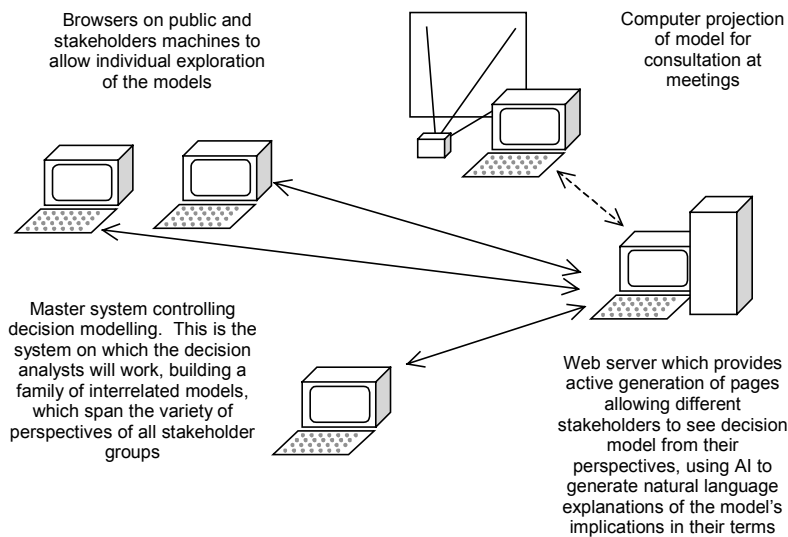 Browsers on public and
stakeholders machines to
allow individual exploration
of the models
Computer projection
of model for
consultation at
meetings
Master system controlling
decision modelling. This is the
system on which the decision
analysts will work, building a
family of interrelated models,
which span the variety of
perspectives of all stakeholder
groups
Web server which provides
active generation of pages
allowing different
stakeholders to see decision
model from their
perspectives, using AI to
generate natural language
explanations of the model's
implications in their terms